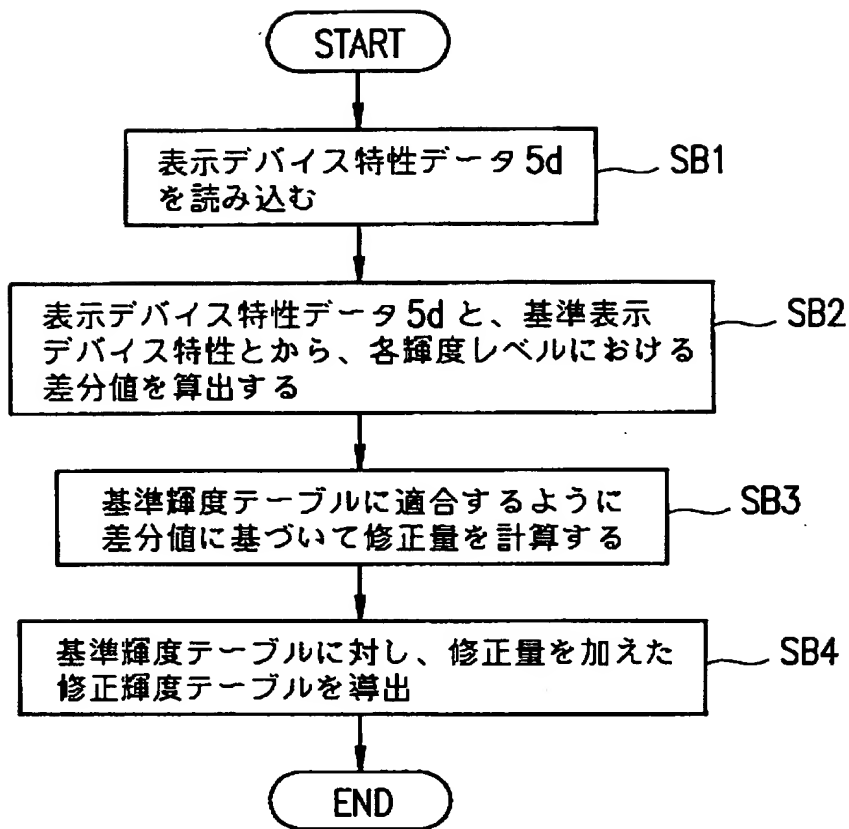 START
表示デバイス特性データ5d
を読み込む
SB1
表示デバイス特性データ5dと、基準表示
デバイス特性とから、各輝度レベルにおける
差分値を算出する
SB2
基準輝度テーブルに適合するように
差分値に基づいて修正量を計算する
SB3
基準輝度テーブルに対し、修正量を加えた
修正輝度テーブルを導出
SB4
END